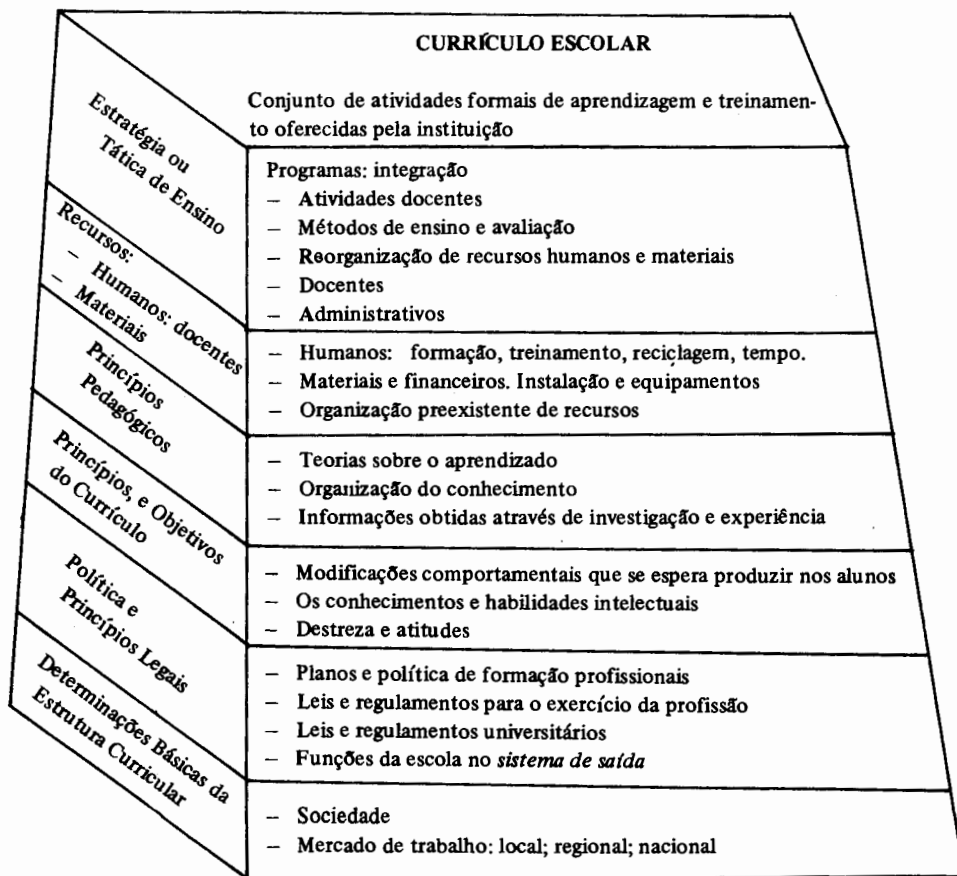 CURRÍCULO ESCOLAR
Conjunto de atividades formais de aprendizagem e treinamen-
to oferecidas pela instituição
Estratégia ou
Tática de Ensino
Programas: integração
– Atividades docentes
– Métodos de ensino e avaliação
– Reorganização de recursos humanos e materiais
– Docentes
– Administrativos
Recursos:
– Humanos: docentes
– Materiais
– Humanos: formação, treinamento, reciclagem, tempo.
– Materiais e financeiros. Instalação e equipamentos
– Organização preexistente de recursos
Princípios
Pedagógicos
– Teorias sobre o aprendizado
– Organização do conhecimento
– Informações obtidas através de investigação e experiência
Princípios, e Objetivos
do Currículo
– Modificações comportamentais que se espera produzir nos alunos
– Os conhecimentos e habilidades intelectuais
– Destreza e atitudes
Política e
Princípios Legais
– Planos e política de formação profissionais
– Leis e regulamentos para o exercício da profissão
– Leis e regulamentos universitários
– Funções da escola no sistema de saída
Determinações Básicas da
Estrutura Curricular
– Sociedade
– Mercado de trabalho: local; regional; nacional